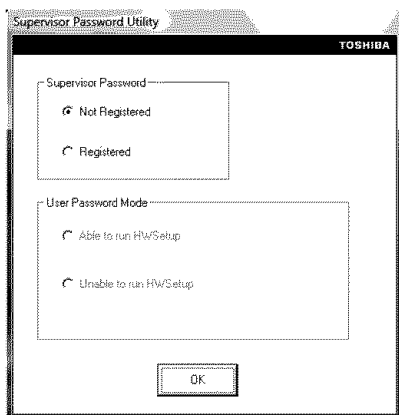 Supervisor Password Utility
TOSHIBA
Supervisor Password
Not Registered
Registered
User Password Mode
Able to run HWSetup
Unable to run HWSetup
OK